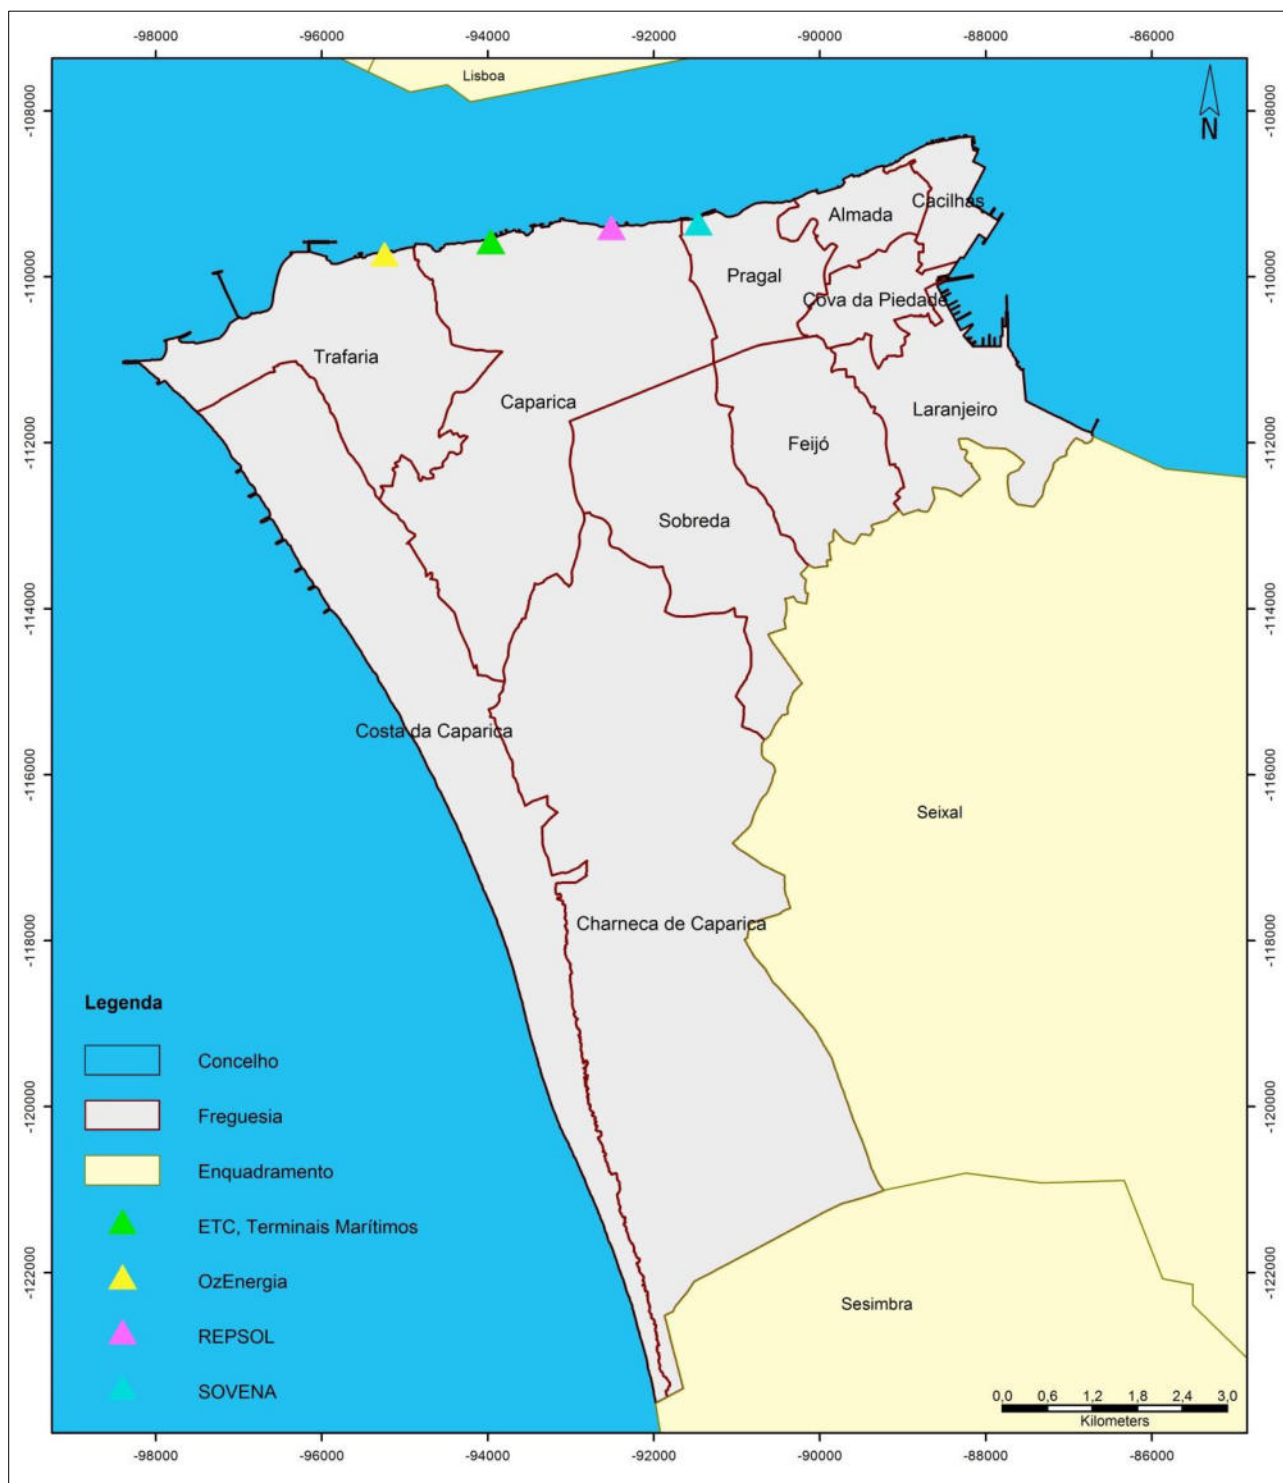 -98000 -96000 -94000 -92000 -90000 -88000 -86000
Lisboa
-108000 -108000
N
Cacilhas
Almada
-110000 -110000
Pragal
Cova da Piedade
Trafaria
Caparica
Laranjeiro
-112000 -112000
Feijó
Sobreda
-114000 -114000
Costa da Caparica
-116000 -116000
Seixal
Charneca de Caparica
-118000 -118000
Legenda
Concelho
Freguesia
-120000 -120000
Enquadramento
ETC, Terminais Marítimos
-122000 -122000
OzEnergia
Sesimbra
REPSOL
SOVENA
0,0 0,6 1,2 1,8 2,4 3,0
Kilometers
-98000 -96000 -94000 -92000 -90000 -88000 -86000